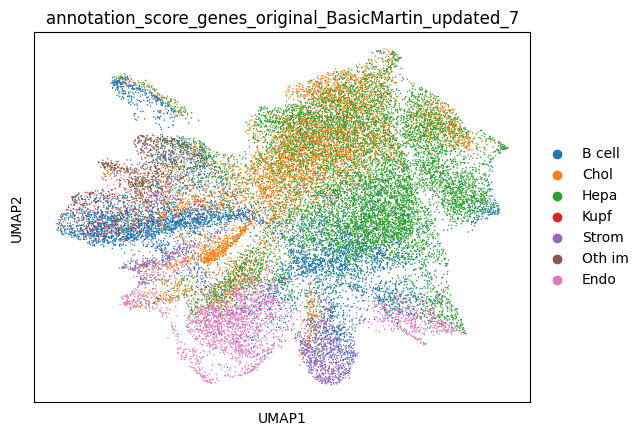 annotation_score_genes_original_BasicMartin_updated_7
UMAP2
UMAP1
B cell
Chol
Hepa
Kupf
Strom
Oth im
Endo